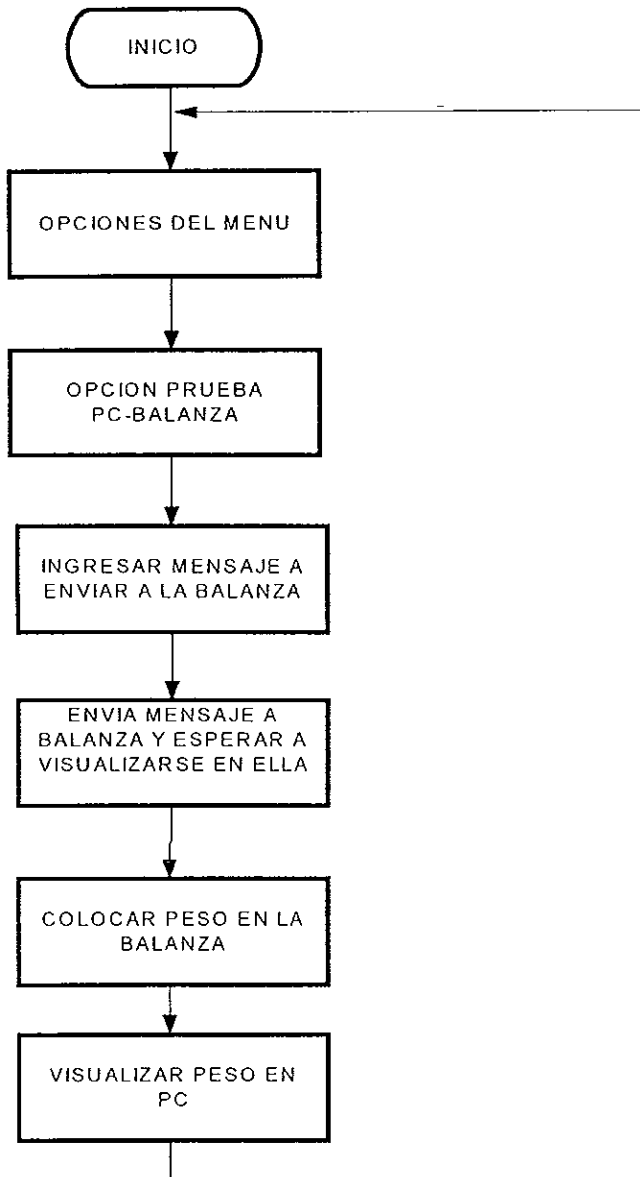 INICIO
OPCIONES DEL MENU
OPCION PRUEBA
PC-BALANZA
INGRESAR MENSAJE A
ENVIAR A LA BALANZA
ENVIA MENSAJE A
BALANZA Y ESPERAR A
VISUALIZARSE EN ELLA
COLOCAR PESO EN LA
BALANZA
VISUALIZAR PESO EN
PC